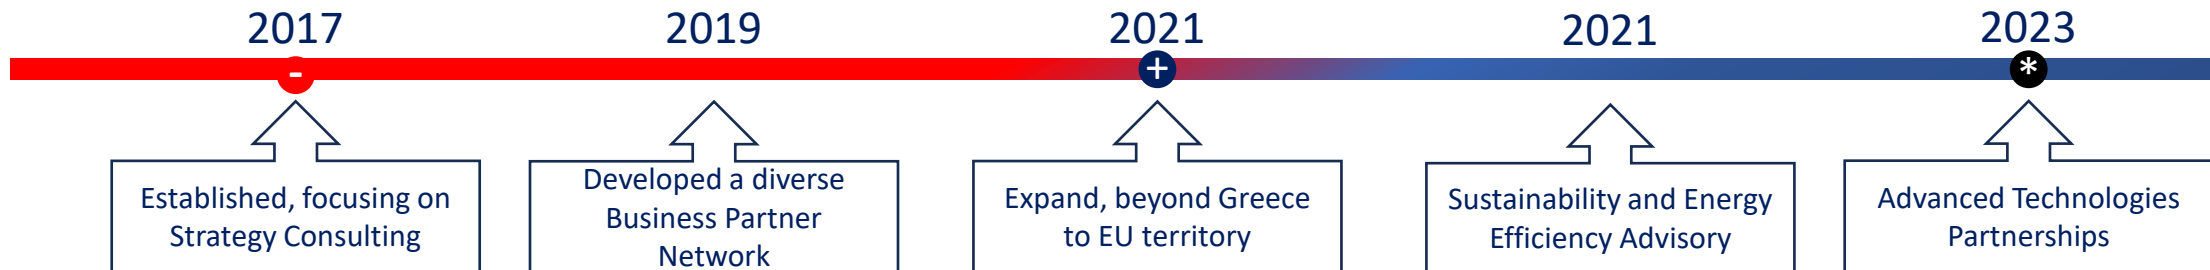 2017
2019
2021
2021
2023
-
+
*
Established, focusing on
Strategy Consulting
Developed a diverse
Business Partner
Network
Expand, beyond Greece
to EU territory
Sustainability and Energy
Efficiency Advisory
Advanced Technologies
Partnerships